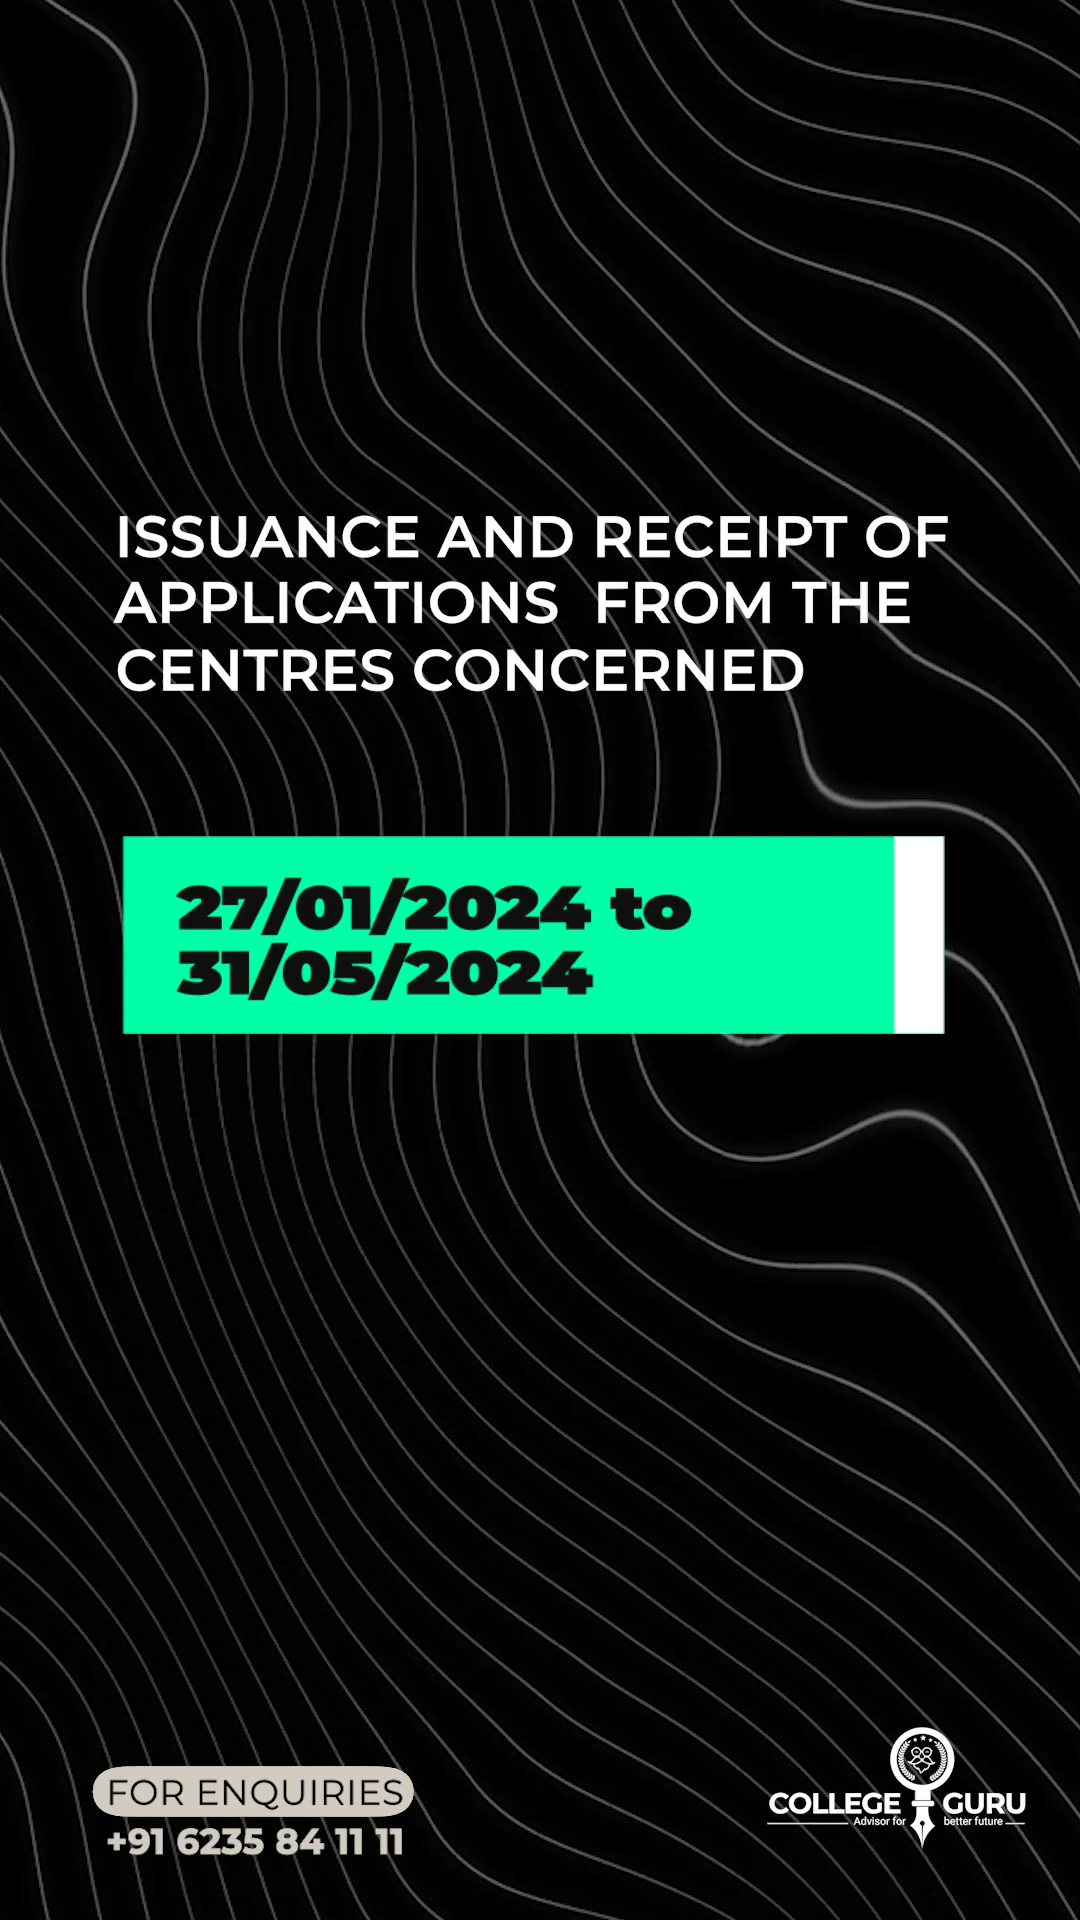 ISSUANCE AND RECEIPT OF
APPLICATIONS FROM THE
CENTRES CONCERNED
27/01/2024 to
31/05/2024
FOR ENQUIRIES
+91 6235 84 11 11
COLLEGE GURU
Advisor for better future